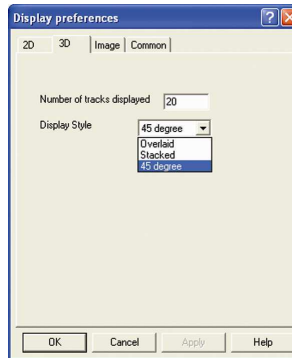 Display preferences
2D 3D Image Common
Number of tracks displayed 20
Display Style 45 degree
Overlaid
Stacked
45 degree
OK Cancel Apply Help